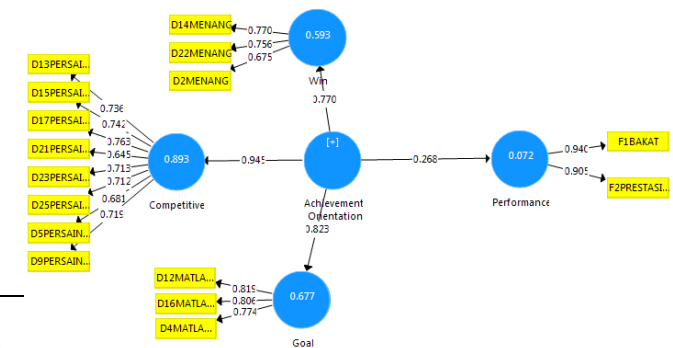 D14MENANG
D22MENANG
D2MENANG
0.770
0.756
0.675
0.593
Win
0.770
D13PERSAI...
D15PERSAI...
D17PERSAI...
D21PERSAI...
D23PERSAI...
D25PERSAI...
D5PERSAIN...
D9PERSAIN...
0.736
0.742
0.763
0.645
0.713
0.712
0.681
0.719
0.893
Competitive
0.945
[+]
Achievement
Orientation
0.268
0.072
Performance
0.940
0.905
F1BAKAT
F2PRESTASI...
0.823
D12MATLA...
D16MATLA...
D4MATLA...
0.819
0.806
0.774
0.677
Goal